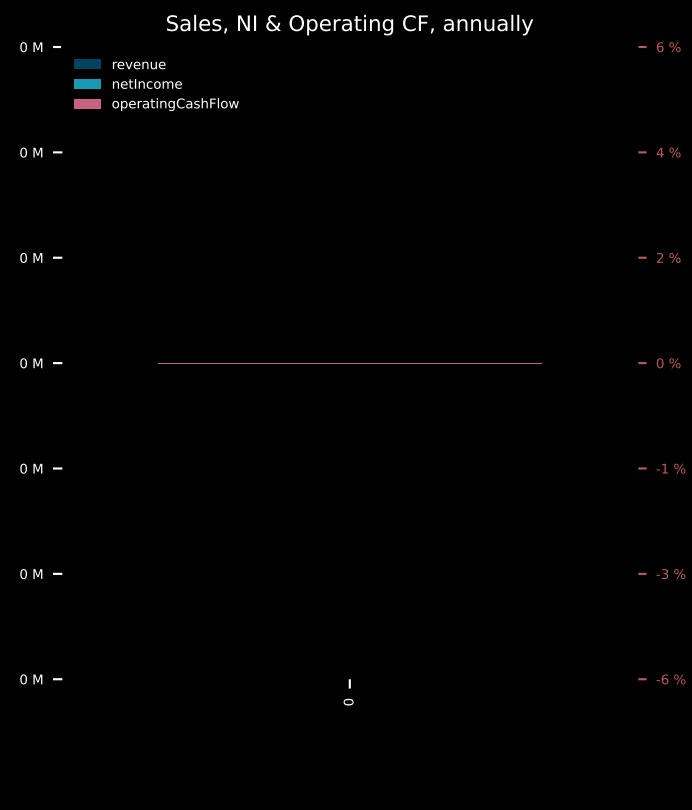 Sales, NI & Operating CF, annually
0 M
6 %
revenue
netIncome
operatingCashFlow
0 M
4 %
0 M
2 %
0 M
0 %
0 M
-1 %
0 M
-3 %
0 M
-6 %
0